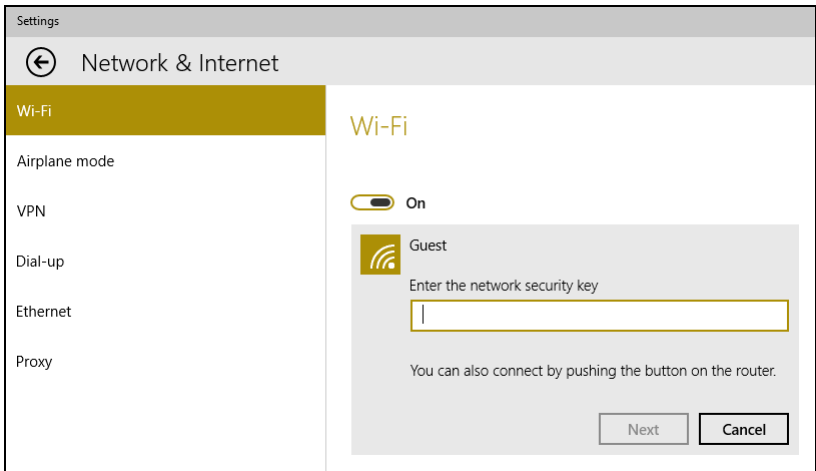 Settings
Network & Internet
Wi-Fi
Airplane mode
VPN
Dial-up
Ethernet
Proxy
Wi-Fi
On
Guest
Enter the network security key
You can also connect by pushing the button on the router.
Next Cancel